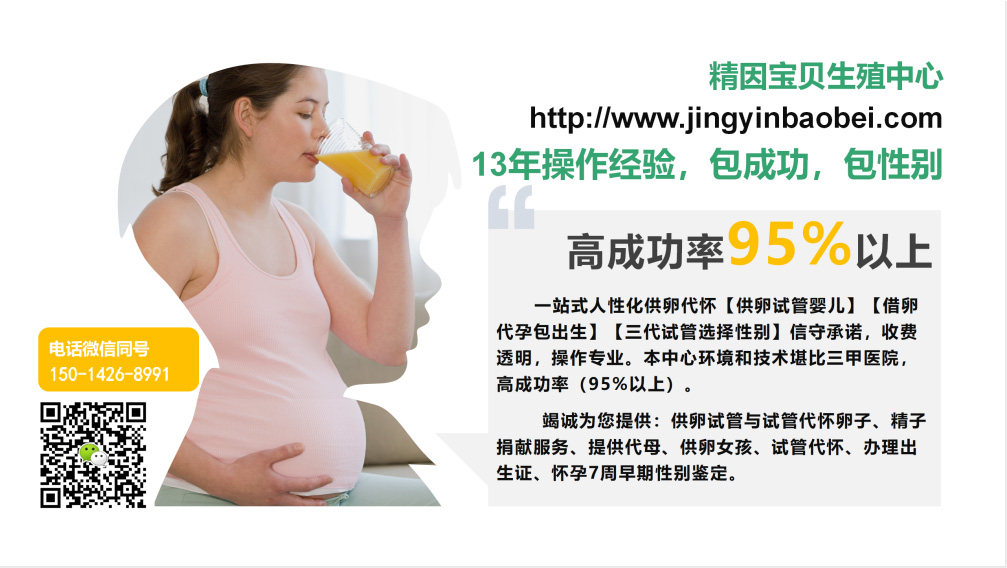 精因宝贝生殖中心
http://www.jingyinbaobei.com
13年操作经验，包成功，包性别
高成功率95%以上
一站式人性化供卵代怀【供卵试管婴儿】【借卵
代孕包出生】【三代试管选择性别】信守承诺，收费
透明，操作专业。本中心环境和技术堪比三甲医院，
高成功率（95%以上）。
竭诚为您提供：供卵试管与试管代怀卵子、精子
捐献服务、提供代母、供卵女孩、试管代怀、办理出
生证、怀孕7周早期性别鉴定。
电话微信同号
150-1426-8991